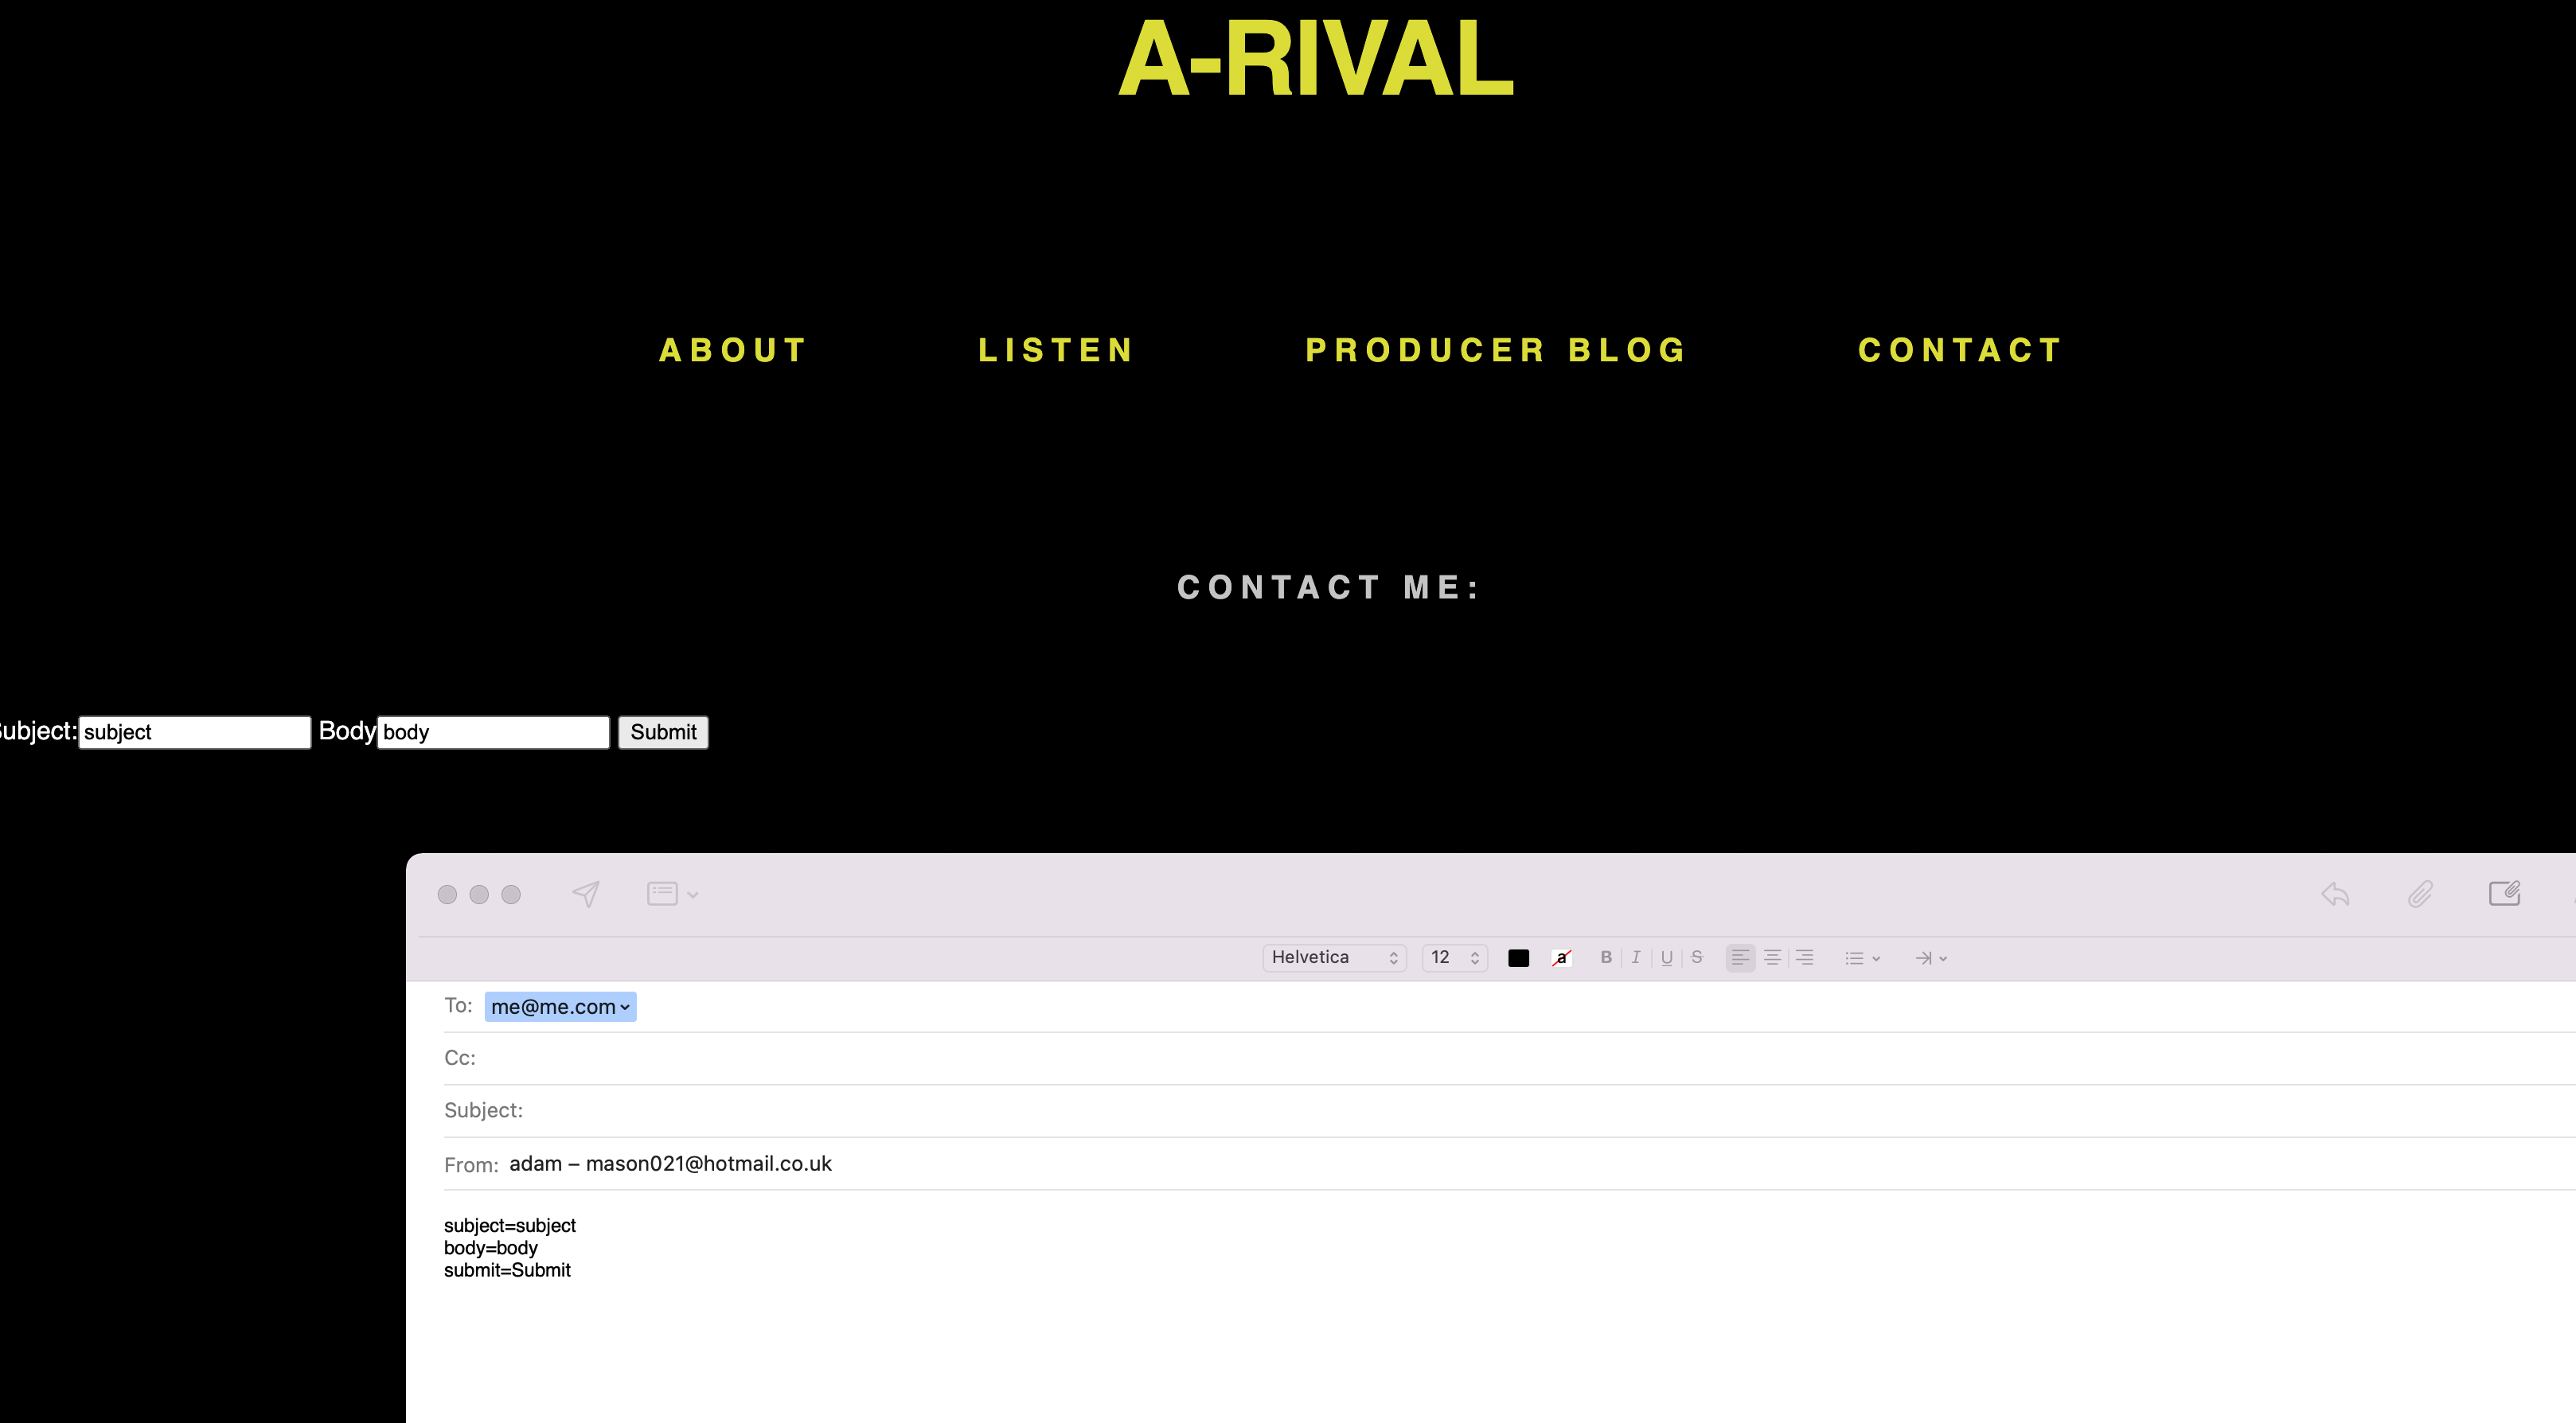 A-RIVAL
ABOUT LISTEN PRODUCER BLOG CONTACT
CONTACT ME:
ubject: subject Body body Submit
Helvetica 12 a B I U S
To: me@me.com
Cc:
Subject:
From: adam – mason021@hotmail.co.uk
subject=subject
body=body
submit=Submit